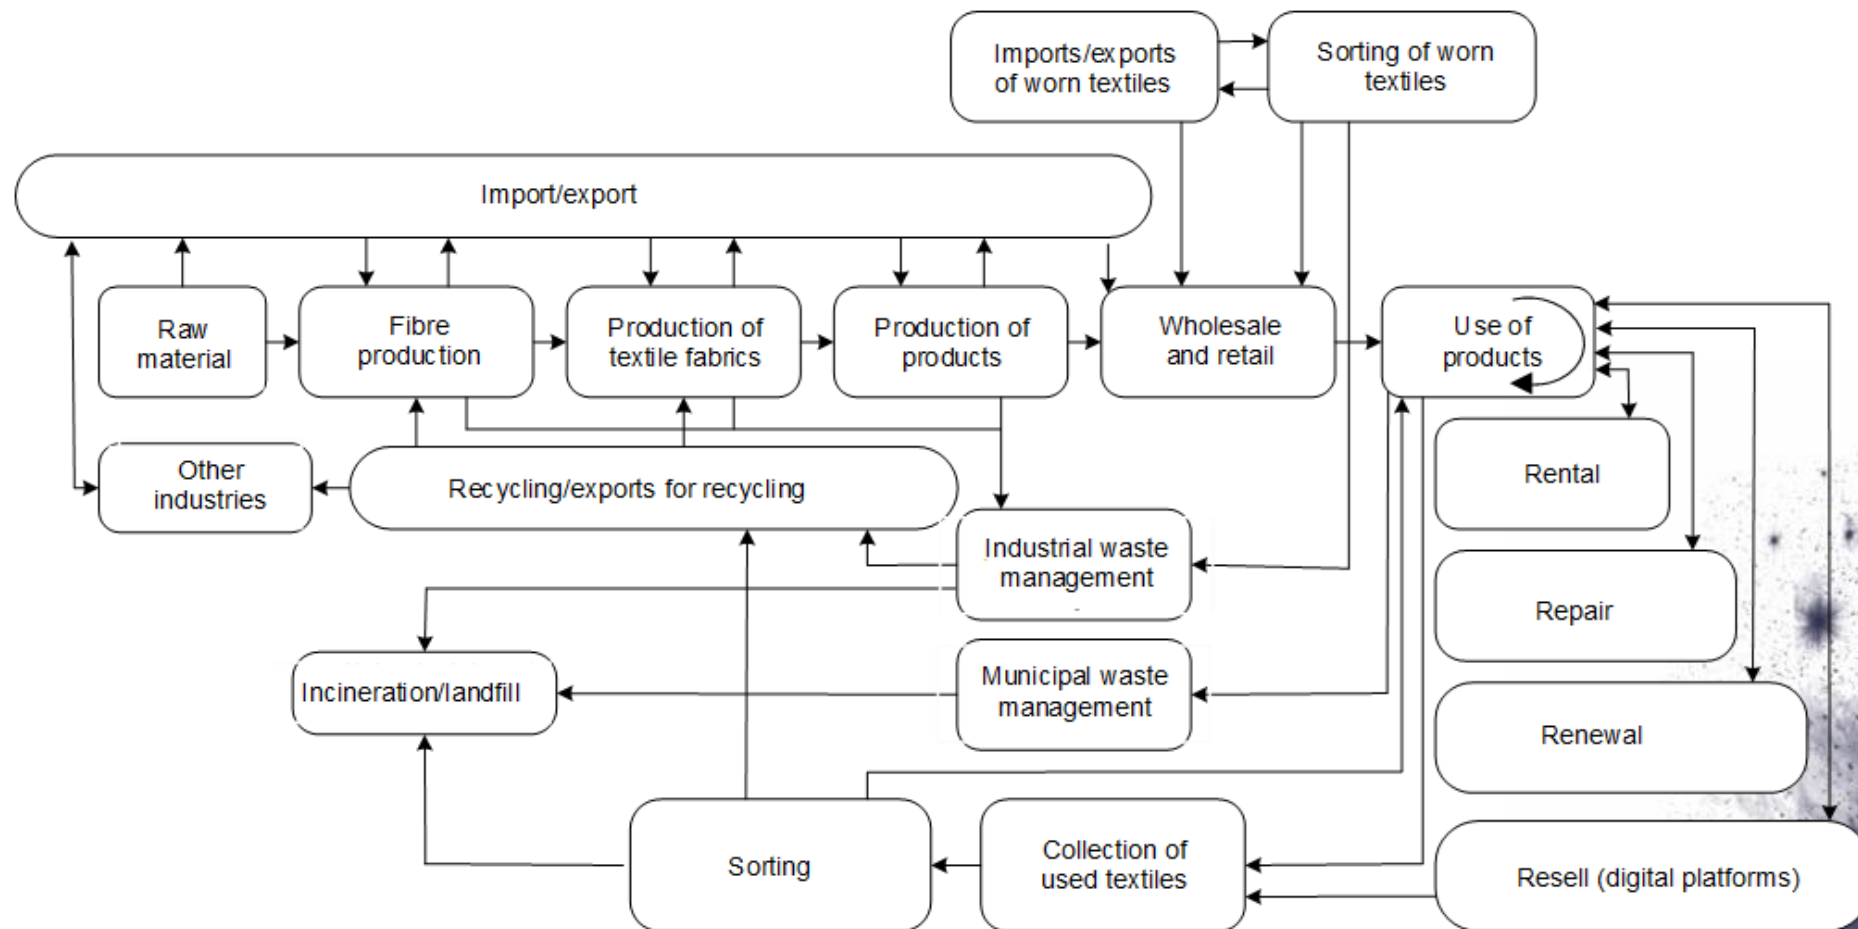 Imports/exports
of worn textiles
Sorting of worn
textiles
Import/export
Raw
material
Fibre
production
Production of
textile fabrics
Production of
products
Wholesale
and retail
Use of
products
Other
industries
Recycling/exports for recycling
Rental
Industrial waste
management
Repair
Incineration/landfill
Municipal waste
management
Renewal
Sorting
Collection of
used textiles
Resell (digital platforms)